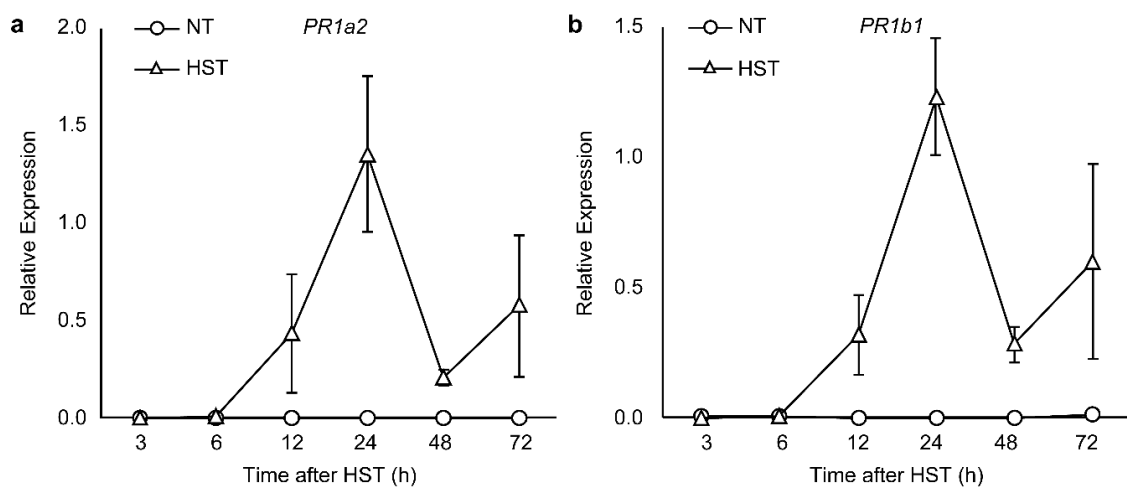 a
PR1a2
NT
HST
2.0
1.5
1.0
0.5
0.0
Relative Expression
3 6 12 24 48 72
Time after HST (h)
b
PR1b1
NT
HST
1.5
1.0
0.5
0.0
Relative Expression
3 6 12 24 48 72
Time after HST (h)